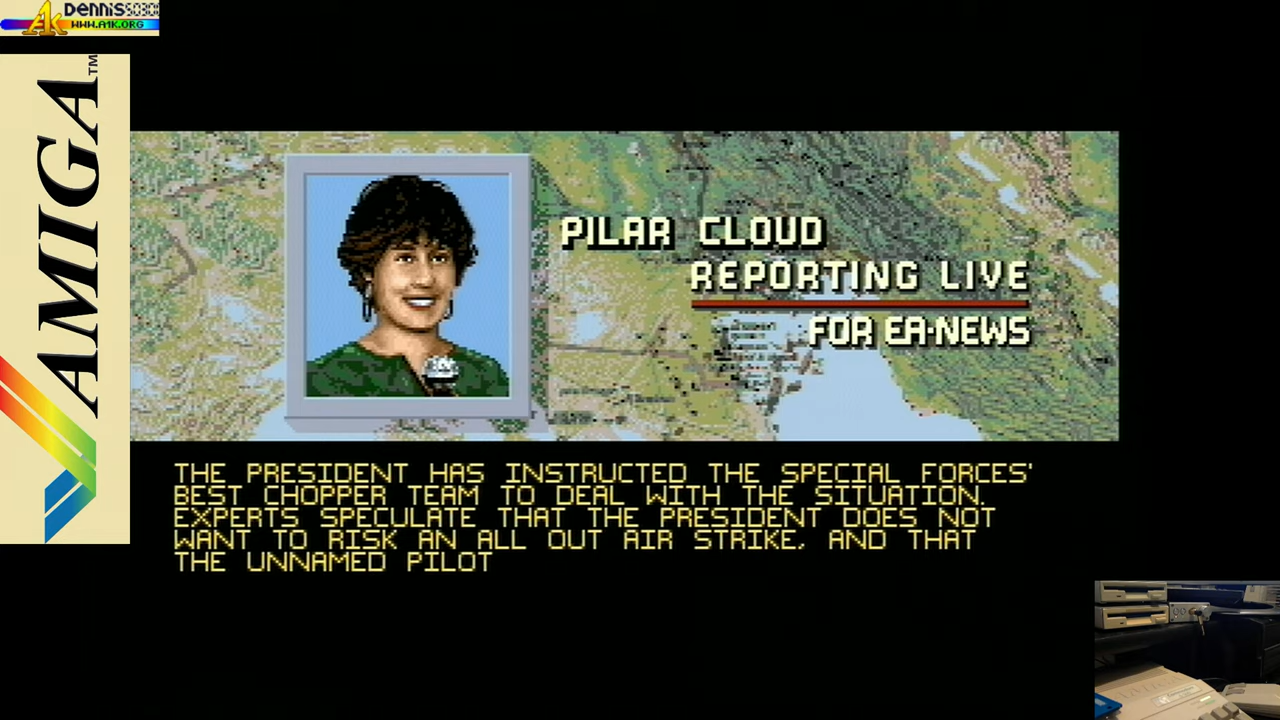 DENNIS
WWW.A1K.ORG
AMIGA™
PILAR CLOUD
REPORTING LIVE
FOR EA·NEWS
THE PRESIDENT HAS INSTRUCTED THE SPECIAL FORCES'
BEST CHOPPER TEAM TO DEAL WITH THE SITUATION.
EXPERTS SPECULATE THAT THE PRESIDENT DOES NOT
WANT TO RISK AN ALL OUT AIR STRIKE, AND THAT
THE UNNAMED PILOT